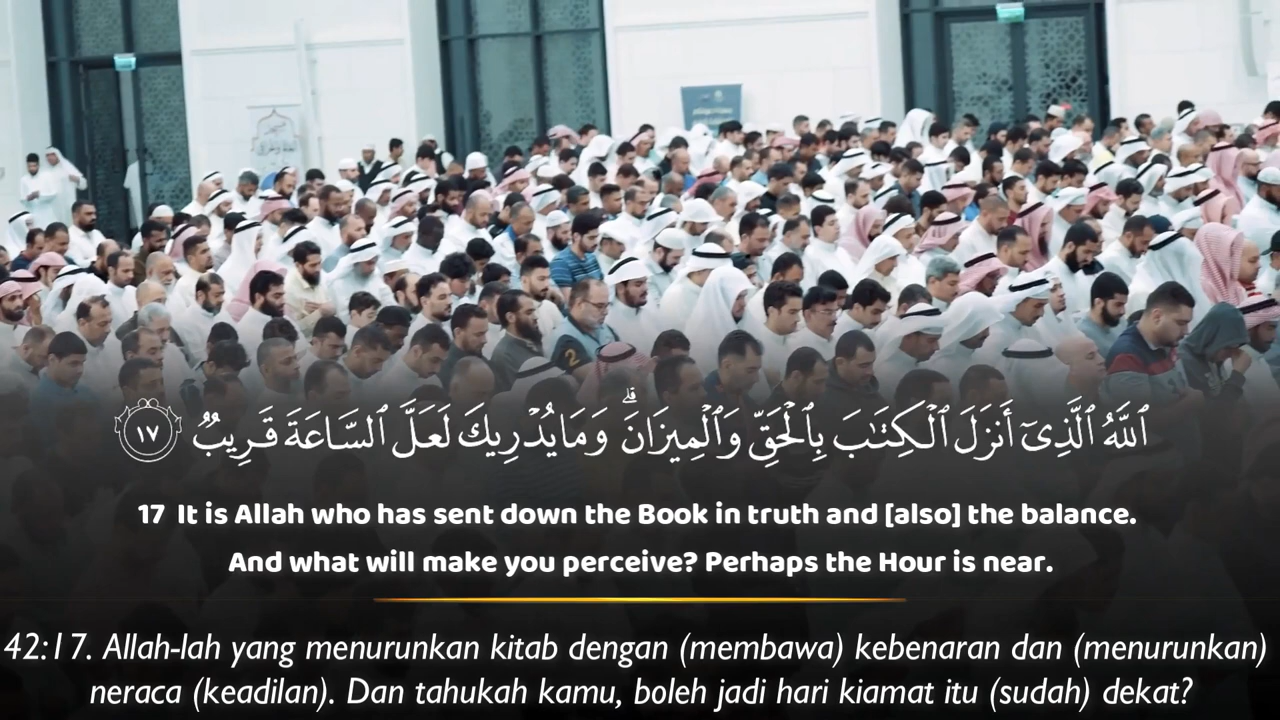 ٱللَّهُ ٱلَّذِىٓ أَنزَلَ ٱلْكِتَـٰبَ بِٱلْحَقِّ وَٱلْمِيزَانَ ۗ وَمَا يُدْرِيكَ لَعَلَّ ٱلسَّاعَةَ قَرِيبٌ ١٧
17 It is Allah who has sent down the Book in truth and [also] the balance.
And what will make you perceive? Perhaps the Hour is near.
42:17. Allah-lah yang menurunkan kitab dengan (membawa) kebenaran dan (menurunkan)
neraca (keadilan). Dan tahukah kamu, boleh jadi hari kiamat itu (sudah) dekat?